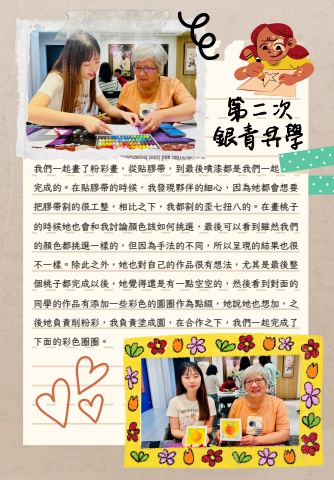 第二次
銀青共學
我們一起畫了粉彩畫，從貼膠帶，到最後噴漆都是我們一起
完成的。在貼膠帶的時候，我發現夥伴的細心，因為她都會想要
把膠帶割的很工整，相比之下，我都割的歪七扭八的。在畫桃子
的時候她也會和我討論顏色該如何挑選，最後可以看到雖然我們
的顏色都挑選一樣的，但因為手法的不同，所以呈現的結果也很
不一樣。除此之外，她也對自己的作品很有想法，尤其是最後整
個桃子都完成以後，她覺得還是有一點空空的，然後看到對面的
同學的作品有添加一些彩色的圓圈作為點綴，她說她也想加，之
後她負責削粉彩，我負責塗成圓，在合作之下，我們一起完成了
下面的彩色圈圈。